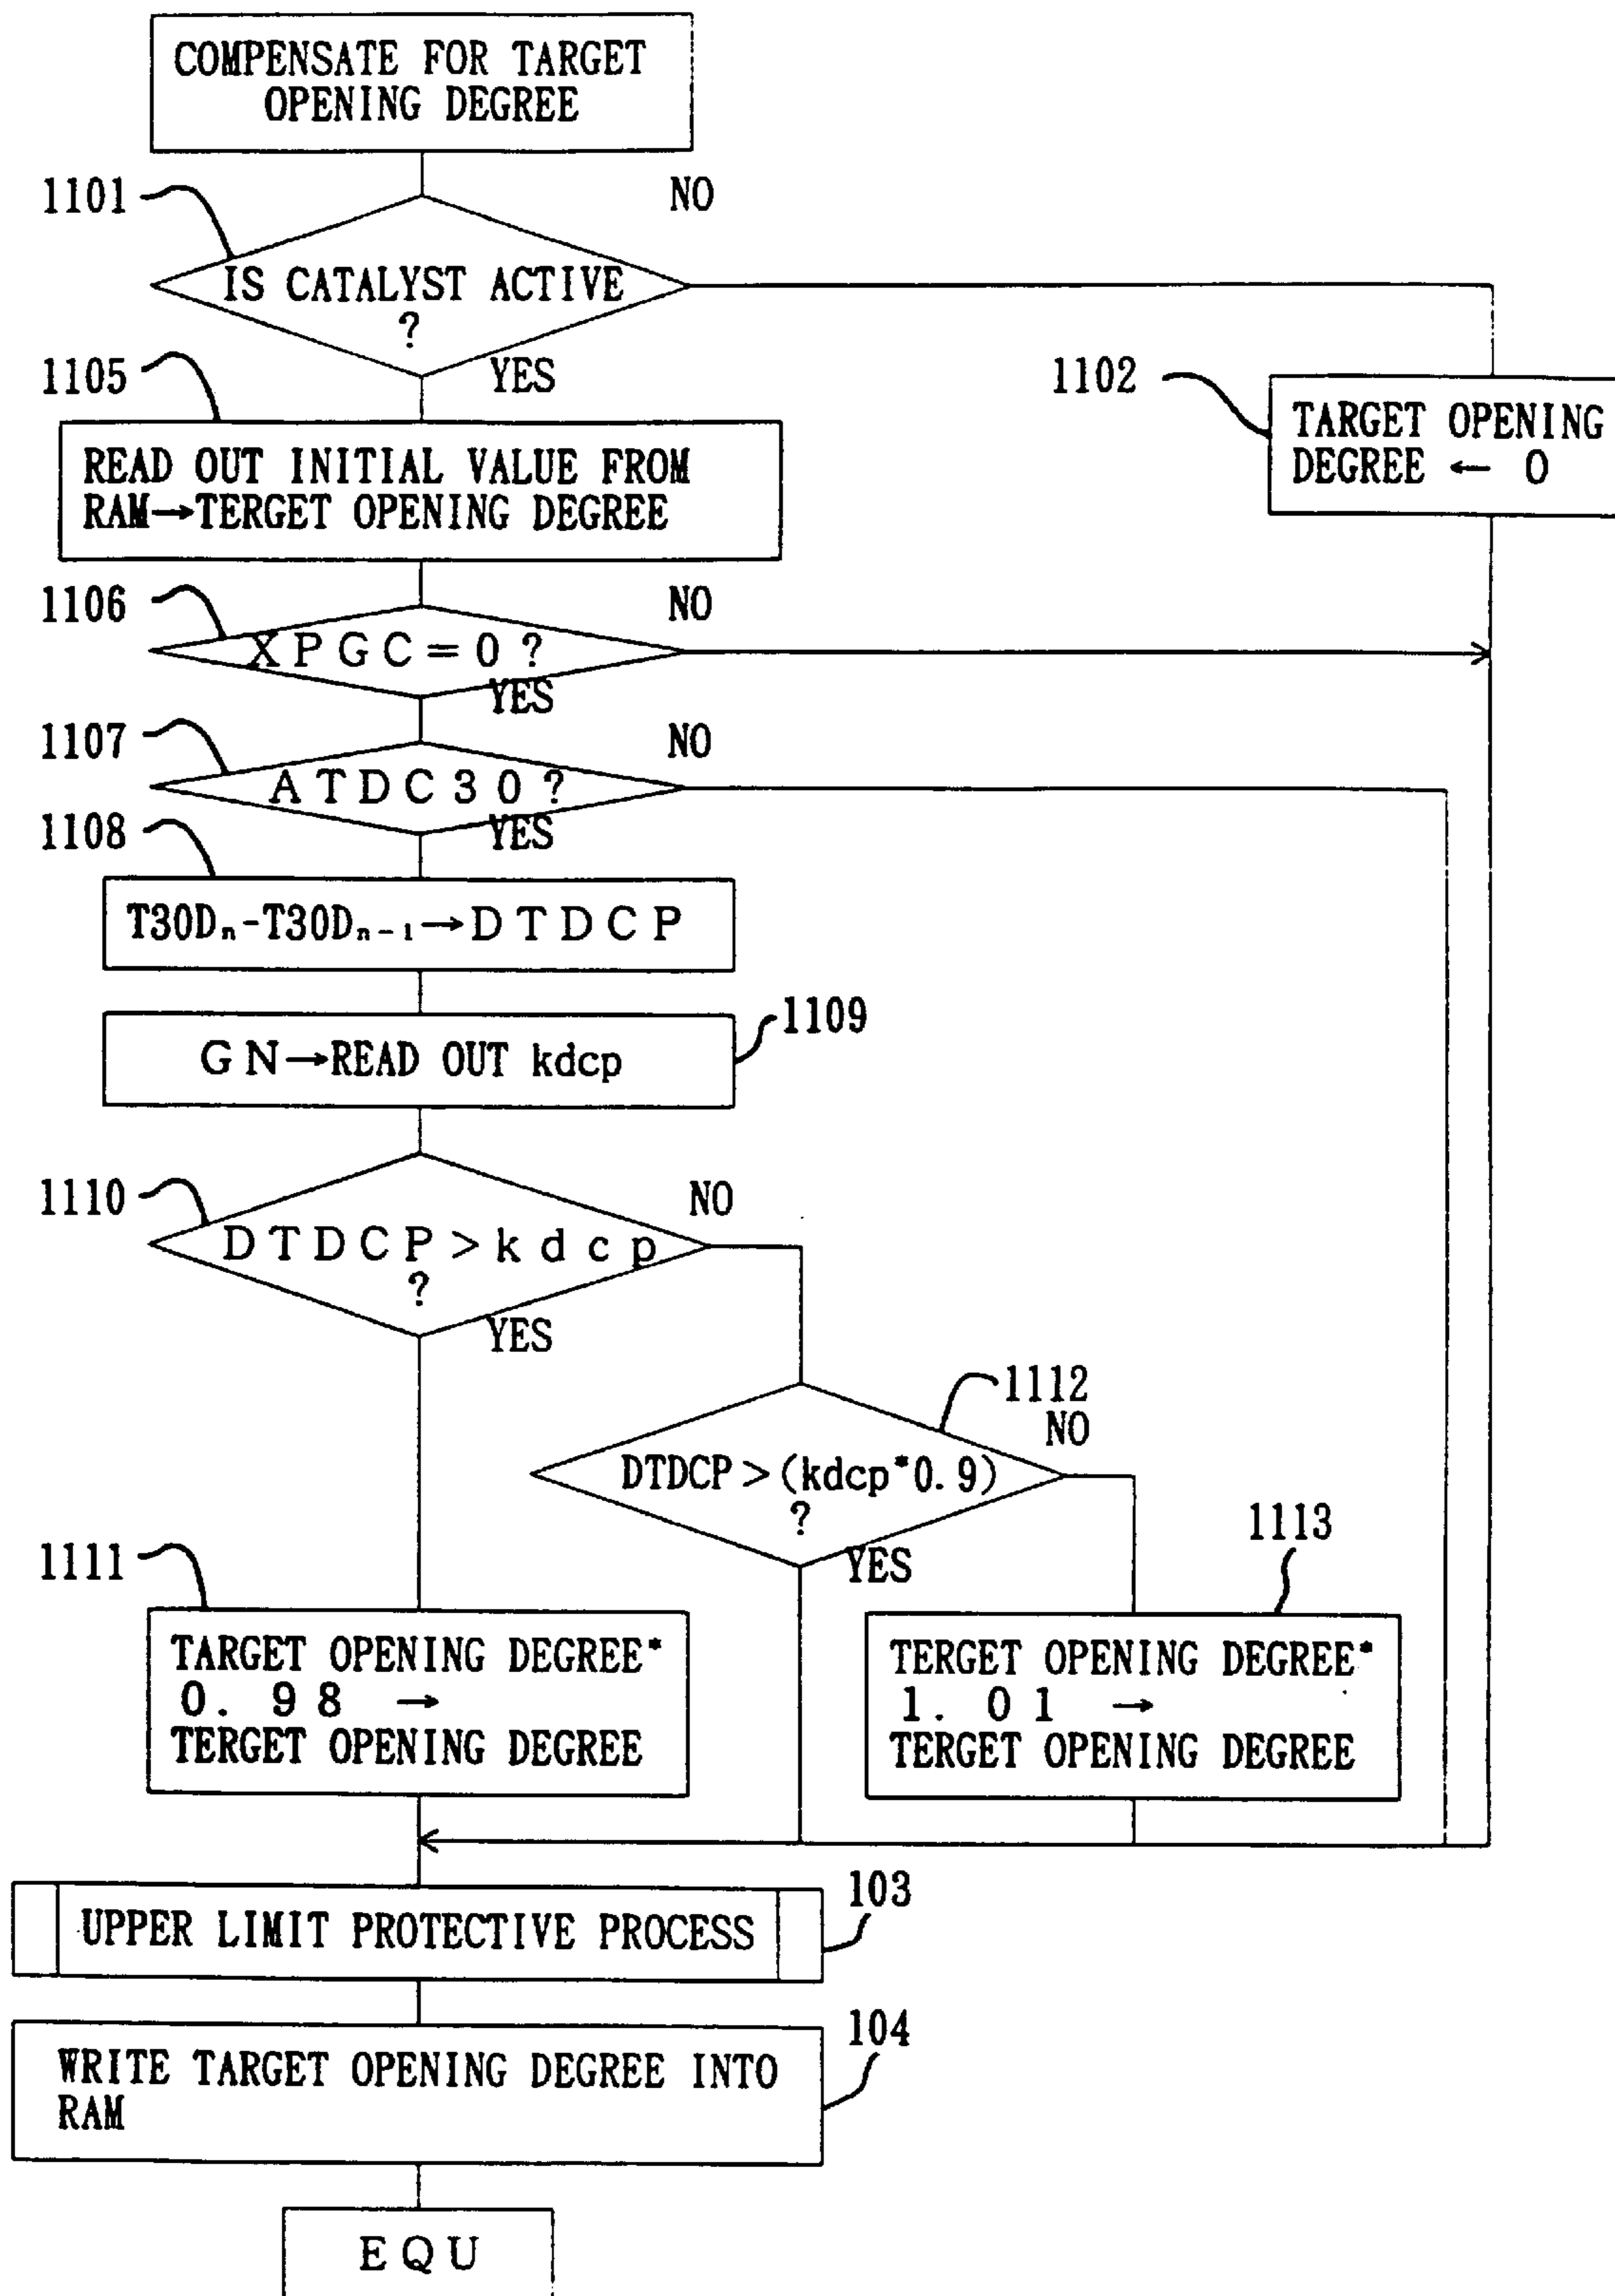 COMPENSATE FOR TARGET
OPENING DEGREE
1101
NO
IS CATALYST ACTIVE
?
YES
1105
1102
READ OUT INITIAL VALUE FROM
RAM→TERGET OPENING DEGREE
TARGET OPENING
DEGREE ← 0
1106
NO
XPGC=0?
YES
1107
NO
ATDC30?
YES
1108
T30Dₙ-T30Dₙ₋₁→DTDCP
1109
GN→READ OUT kdcp
1110
NO
DTDCP>kdcp
?
YES
1112
NO
DTDCP>(kdcp*0.9)
?
YES
1111
1113
TARGET OPENING DEGREE*
0.98 →
TERGET OPENING DEGREE
TERGET OPENING DEGREE*
1.01 →
TERGET OPENING DEGREE
103
UPPER LIMIT PROTECTIVE PROCESS
104
WRITE TARGET OPENING DEGREE INTO
RAM
EQU